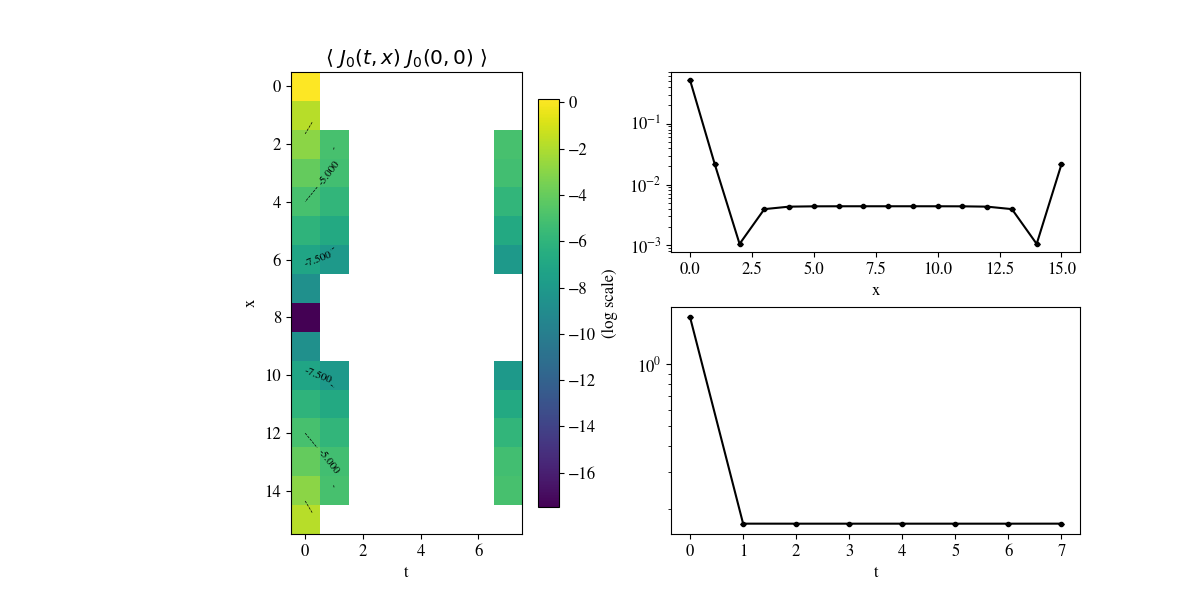 ⟨ J₀(t, x) J₀(0, 0) ⟩
0
2
4
6
8
10
12
14
x
-5.000
-7.500
-7.500
-5.000
0 2 4 6
t
0
−2
−4
−6
−8
−10
−12
−14
−16
(log scale)
10⁻¹
10⁻²
10⁻³
0.0 2.5 5.0 7.5 10.0 12.5 15.0
x
10⁰
0 1 2 3 4 5 6 7
t